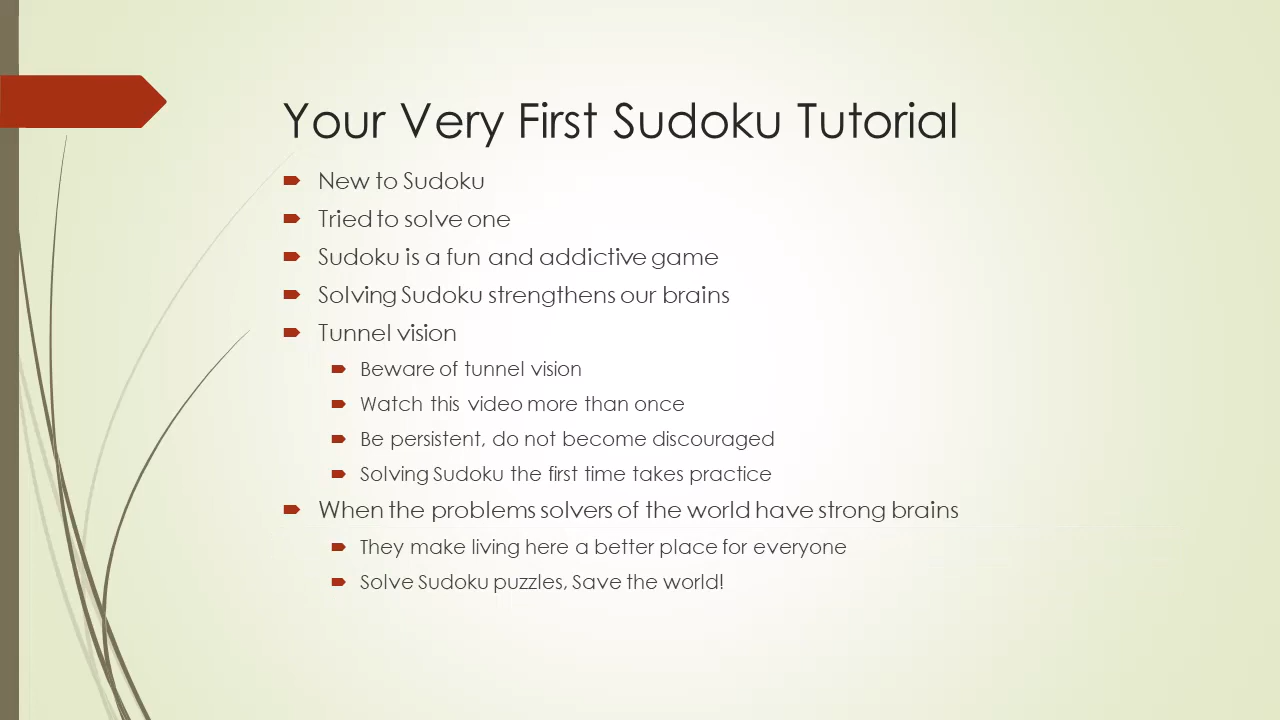 Your Very First Sudoku Tutorial
New to Sudoku
Tried to solve one
Sudoku is a fun and addictive game
Solving Sudoku strengthens our brains
Tunnel vision
Beware of tunnel vision
Watch this video more than once
Be persistent, do not become discouraged
Solving Sudoku the first time takes practice
When the problems solvers of the world have strong brains
They make living here a better place for everyone
Solve Sudoku puzzles, Save the world!